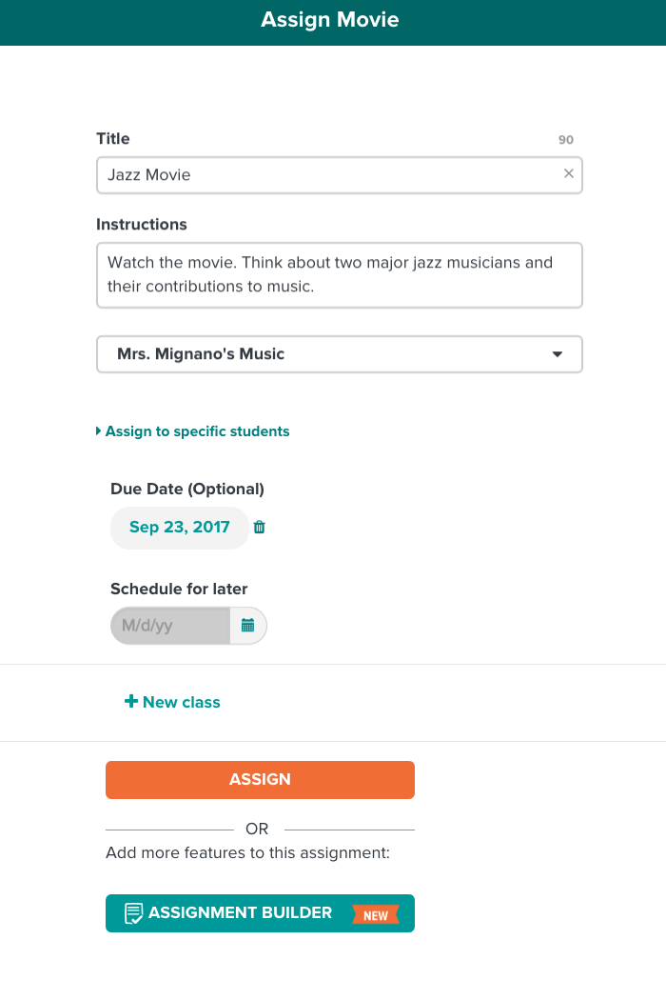 Assign Movie
Title
90
Jazz Movie
Instructions
Watch the movie. Think about two major jazz musicians and
their contributions to music.
Mrs. Mignano's Music
Assign to specific students
Due Date (Optional)
Sep 23, 2017
Schedule for later
M/d/yy
New class
ASSIGN
OR
Add more features to this assignment:
ASSIGNMENT BUILDER NEW